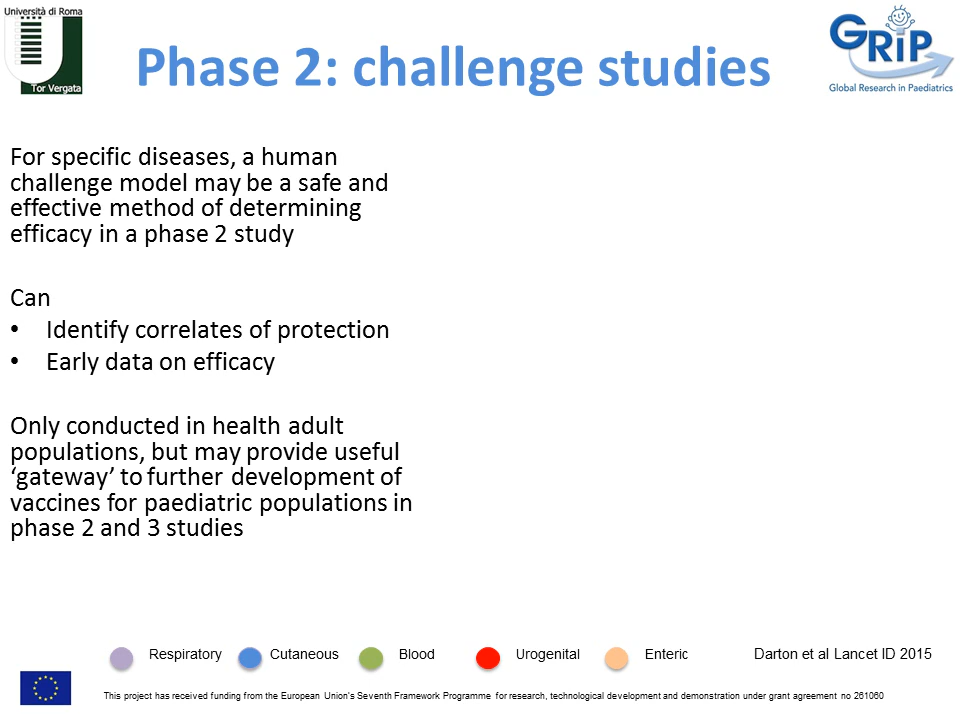 Università di Roma
Tor Vergata
Phase 2: challenge studies
GRiP
Global Research in Paediatrics
For specific diseases, a human
challenge model may be a safe and
effective method of determining
efficacy in a phase 2 study
Can
• Identify correlates of protection
• Early data on efficacy
Only conducted in health adult
populations, but may provide useful
‘gateway’ to further development of
vaccines for paediatric populations in
phase 2 and 3 studies
Respiratory Cutaneous Blood Urogenital Enteric Darton et al Lancet ID 2015
This project has received funding from the European Union's Seventh Framework Programme for research, technological development and demonstration under grant agreement no 261060